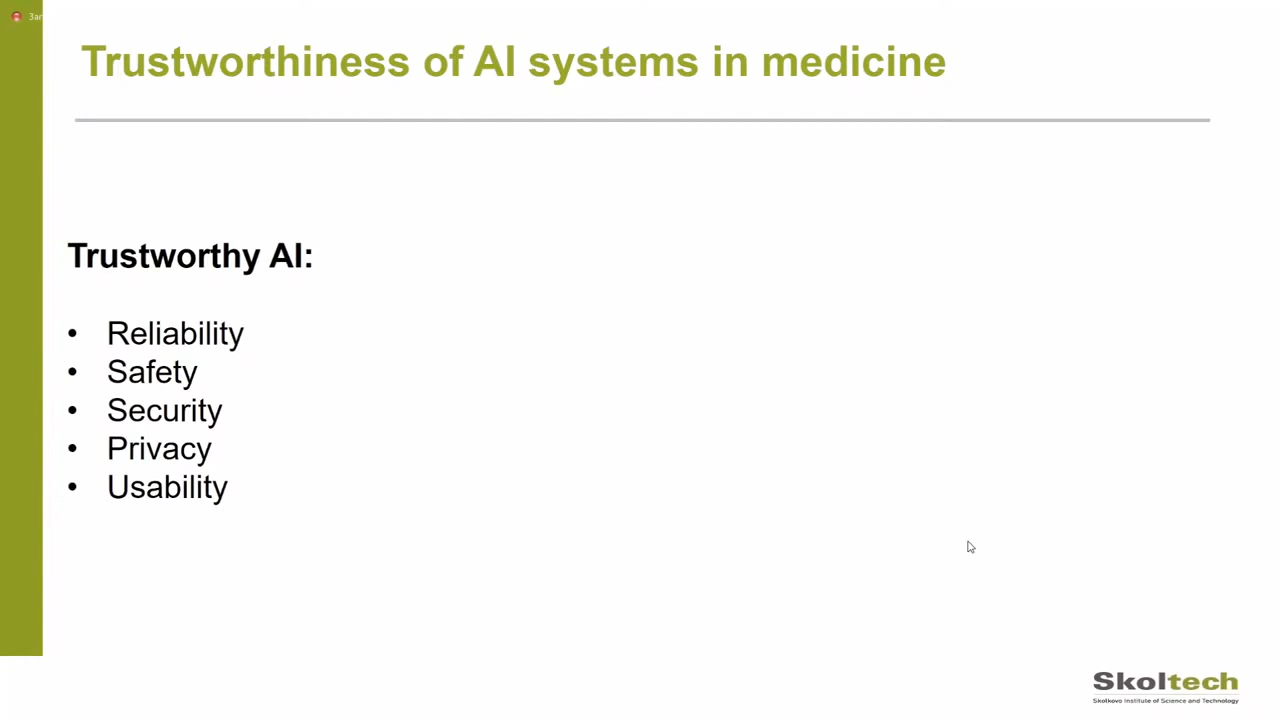 Зап
Trustworthiness of AI systems in medicine
Trustworthy AI:
• Reliability
• Safety
• Security
• Privacy
• Usability
Skoltech
Skolkovo Institute of Science and Technology